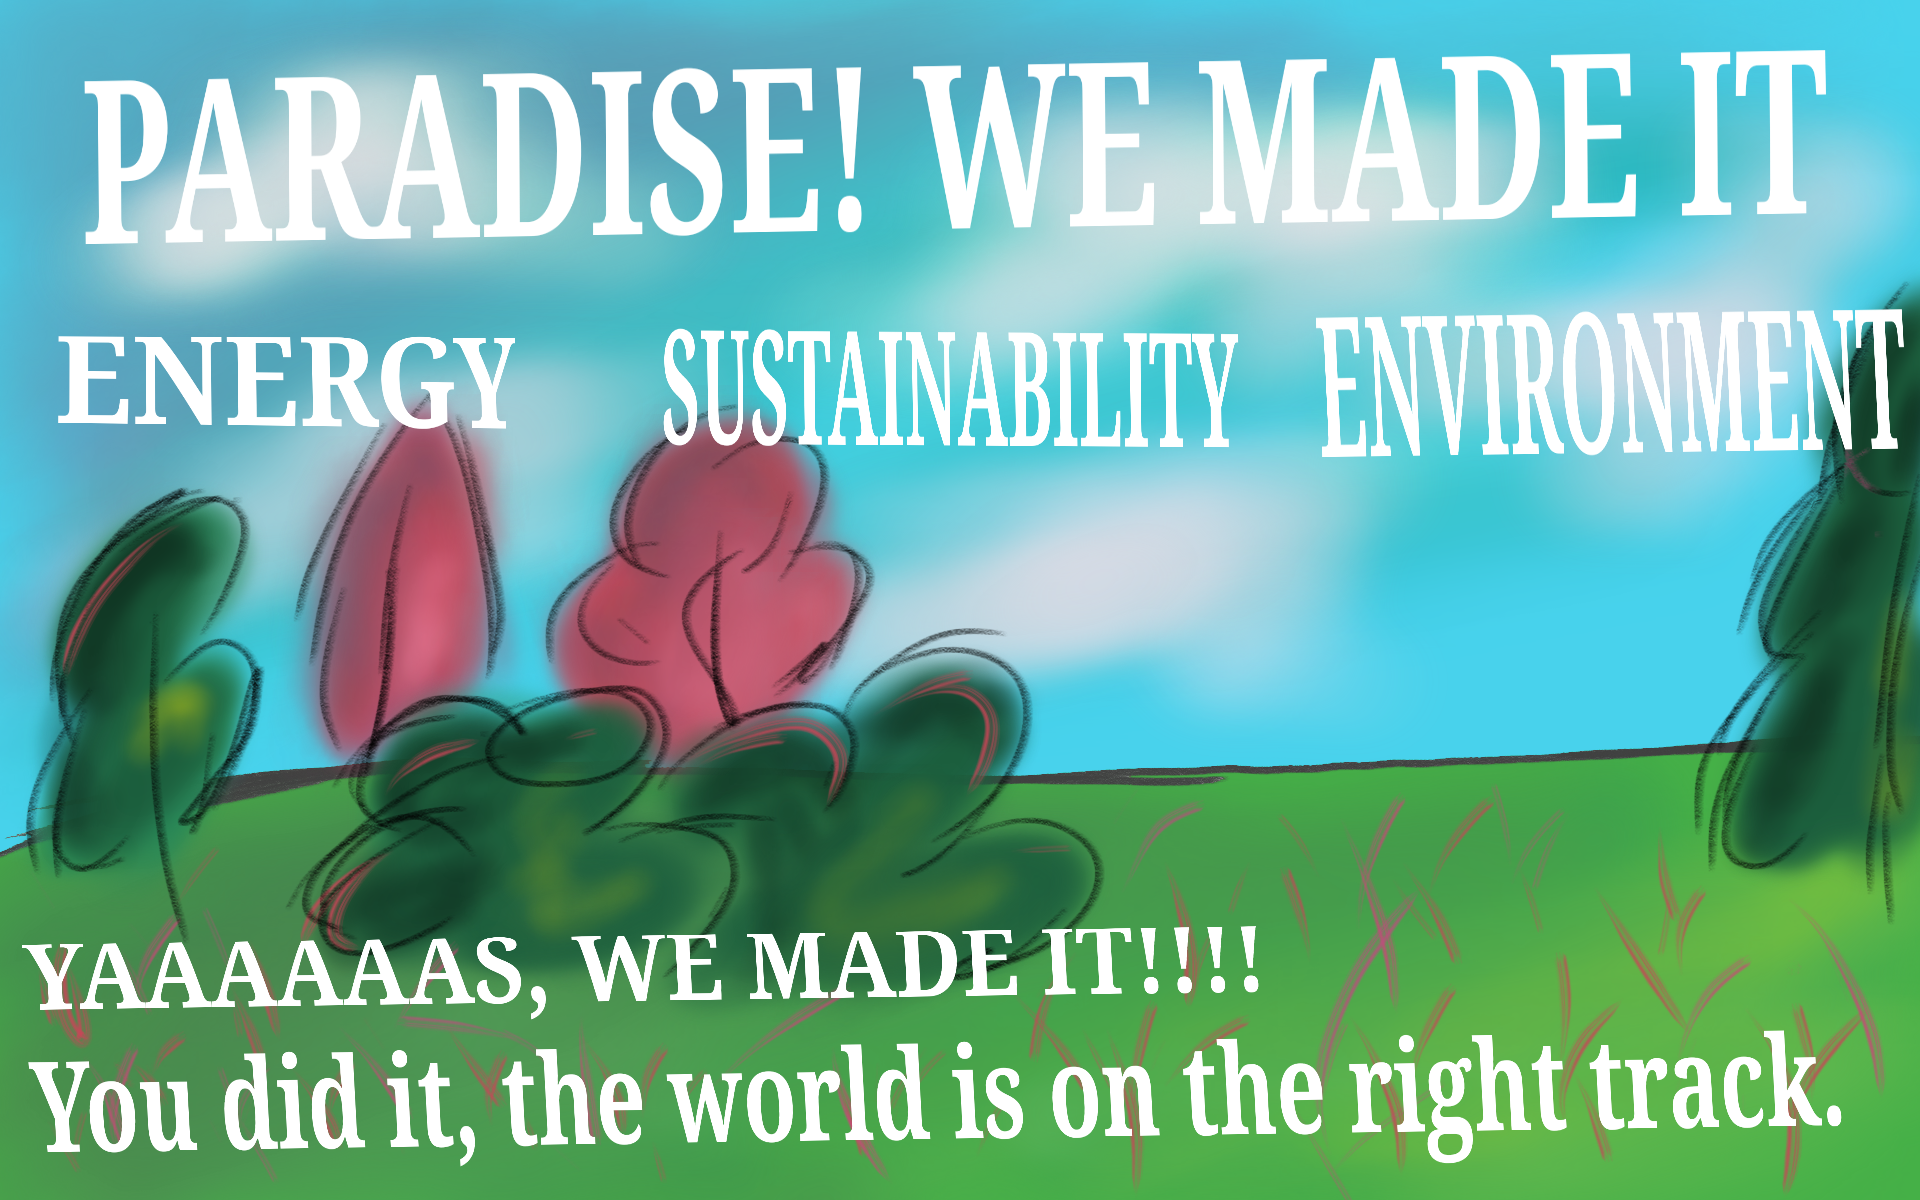 PARADISE! WE MADE IT
ENERGY SUSTAINABILITY ENVIRONMENT
YAAAAAAS, WE MADE IT!!!!
You did it, the world is on the right track.